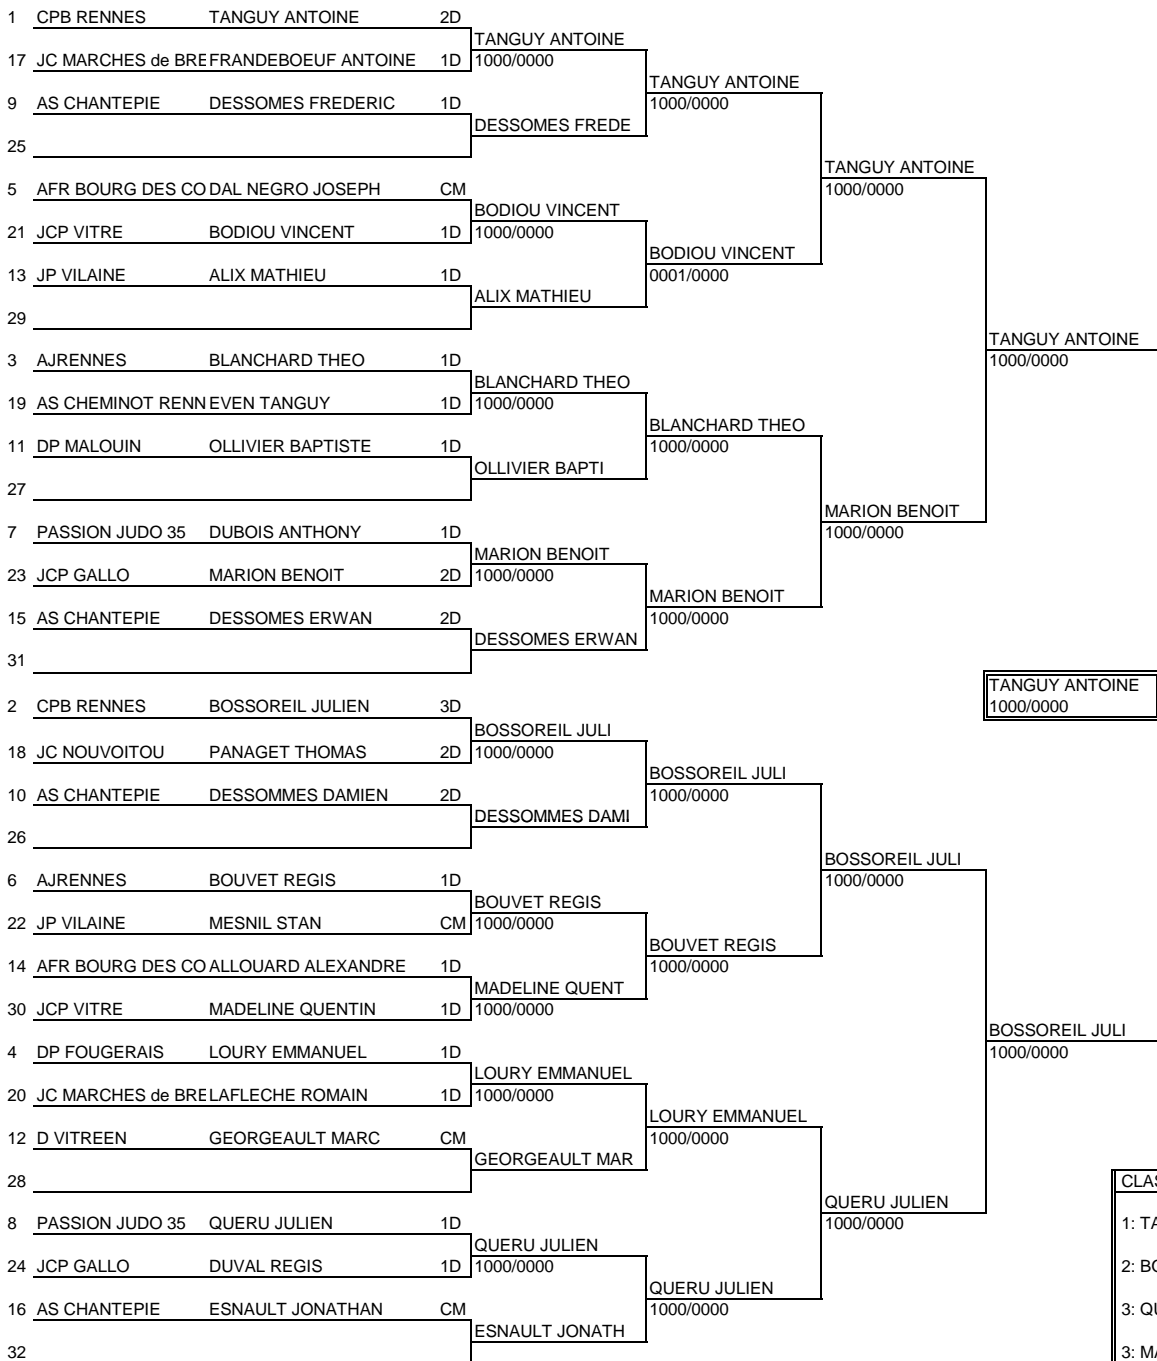 1 CPB RENNES TANGUY ANTOINE 2D
TANGUY ANTOINE
17 JC MARCHES de BRE FRANDEBOEUF ANTOINE 1D 1000/0000
TANGUY ANTOINE
9 AS CHANTEPIE DESSOMES FREDERIC 1D 1000/0000
DESSOMES FREDE
25
TANGUY ANTOINE
5 AFR BOURG DES CO DAL NEGRO JOSEPH CM 1000/0000
BODIOU VINCENT
21 JCP VITRE BODIOU VINCENT 1D 1000/0000
BODIOU VINCENT
13 JP VILAINE ALIX MATHIEU 1D 0001/0000
ALIX MATHIEU
29
TANGUY ANTOINE
3 AJRENNES BLANCHARD THEO 1D 1000/0000
BLANCHARD THEO
19 AS CHEMINOT RENN EVEN TANGUY 1D 1000/0000
BLANCHARD THEO
11 DP MALOUIN OLLIVIER BAPTISTE 1D 1000/0000
OLLIVIER BAPTI
27
MARION BENOIT
7 PASSION JUDO 35 DUBOIS ANTHONY 1D 1000/0000
MARION BENOIT
23 JCP GALLO MARION BENOIT 2D 1000/0000
MARION BENOIT
15 AS CHANTEPIE DESSOMES ERWAN 2D 1000/0000
DESSOMES ERWAN
31
TANGUY ANTOINE
2 CPB RENNES BOSSOREIL JULIEN 3D 1000/0000
BOSSOREIL JULI
18 JC NOUVOITOU PANAGET THOMAS 2D 1000/0000
BOSSOREIL JULI
10 AS CHANTEPIE DESSOMMES DAMIEN 2D 1000/0000
DESSOMMES DAMI
26
BOSSOREIL JULI
6 AJRENNES BOUVET REGIS 1D 1000/0000
BOUVET REGIS
22 JP VILAINE MESNIL STAN CM 1000/0000
BOUVET REGIS
14 AFR BOURG DES CO ALLOUARD ALEXANDRE 1D 1000/0000
MADELINE QUENT
30 JCP VITRE MADELINE QUENTIN 1D 1000/0000
BOSSOREIL JULI
4 DP FOUGERAIS LOURY EMMANUEL 1D 1000/0000
LOURY EMMANUEL
20 JC MARCHES de BRE LAFLECHE ROMAIN 1D 1000/0000
LOURY EMMANUEL
12 D VITREEN GEORGEAULT MARC CM 1000/0000
GEORGEAULT MAR
28 CLAS
QUERU JULIEN
8 PASSION JUDO 35 QUERU JULIEN 1D 1000/0000 1: TA
QUERU JULIEN
24 JCP GALLO DUVAL REGIS 1D 1000/0000 2: BO
QUERU JULIEN
16 AS CHANTEPIE ESNAULT JONATHAN CM 1000/0000 3: QU
ESNAULT JONATH
32 3: MA